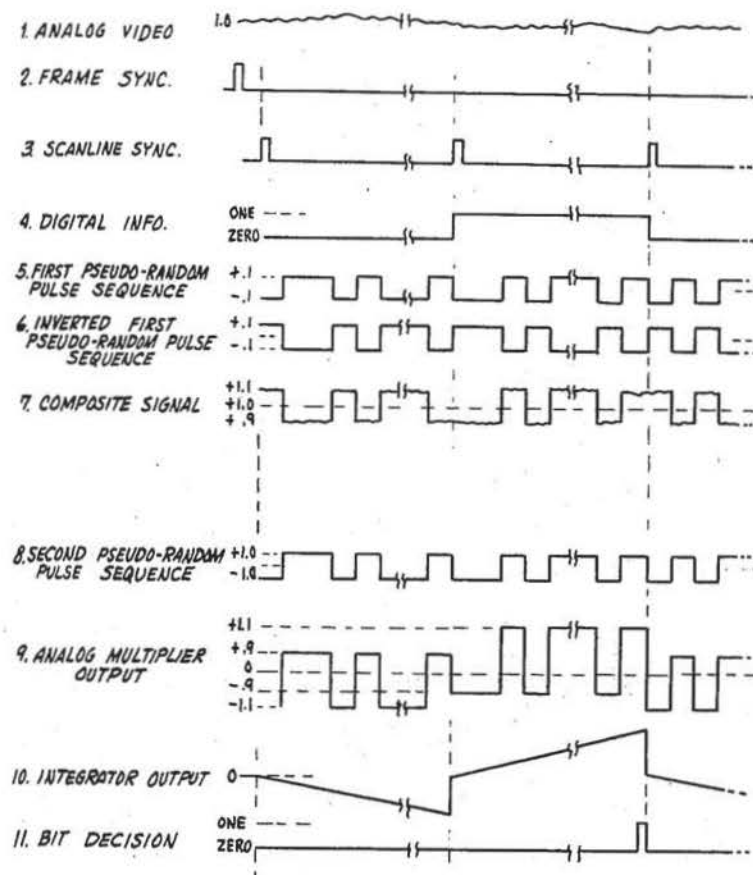 1. ANALOG VIDEO
1.0
2. FRAME SYNC.
3. SCANLINE SYNC.
4. DIGITAL INFO.
ONE
ZERO
5. FIRST PSEUDO-RANDOM
PULSE SEQUENCE
+.1
-.1
6. INVERTED FIRST
PSEUDO-RANDOM PULSE
SEQUENCE
+.1
-.1
7. COMPOSITE SIGNAL
+1.1
+1.0
+.9
8. SECOND PSEUDO-RANDOM
PULSE SEQUENCE
+1.0
-1.0
9. ANALOG MULTIPLIER
OUTPUT
+1.1
+.9
0
-.9
-1.1
10. INTEGRATOR OUTPUT
0
11. BIT DECISION
ONE
ZERO